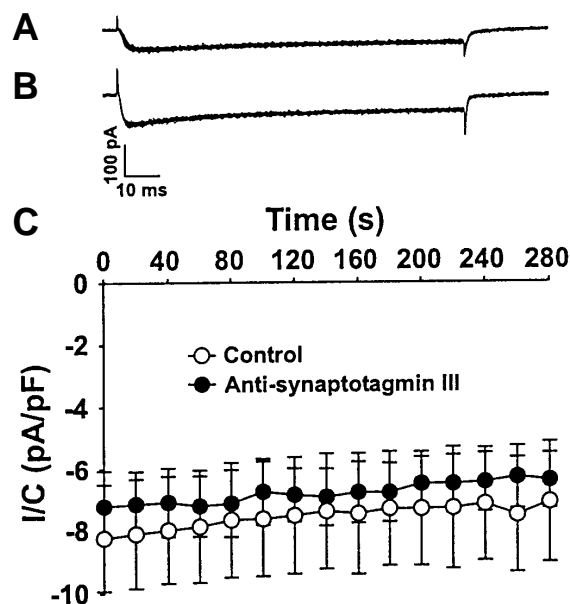 A
B
100 pA
10 ms
C
Time (s)
0 40 80 120 160 200 240 280
0
-2
-4
-6
-8
-10
I/C (pA/pF)
Control
Anti-synaptotagmin III